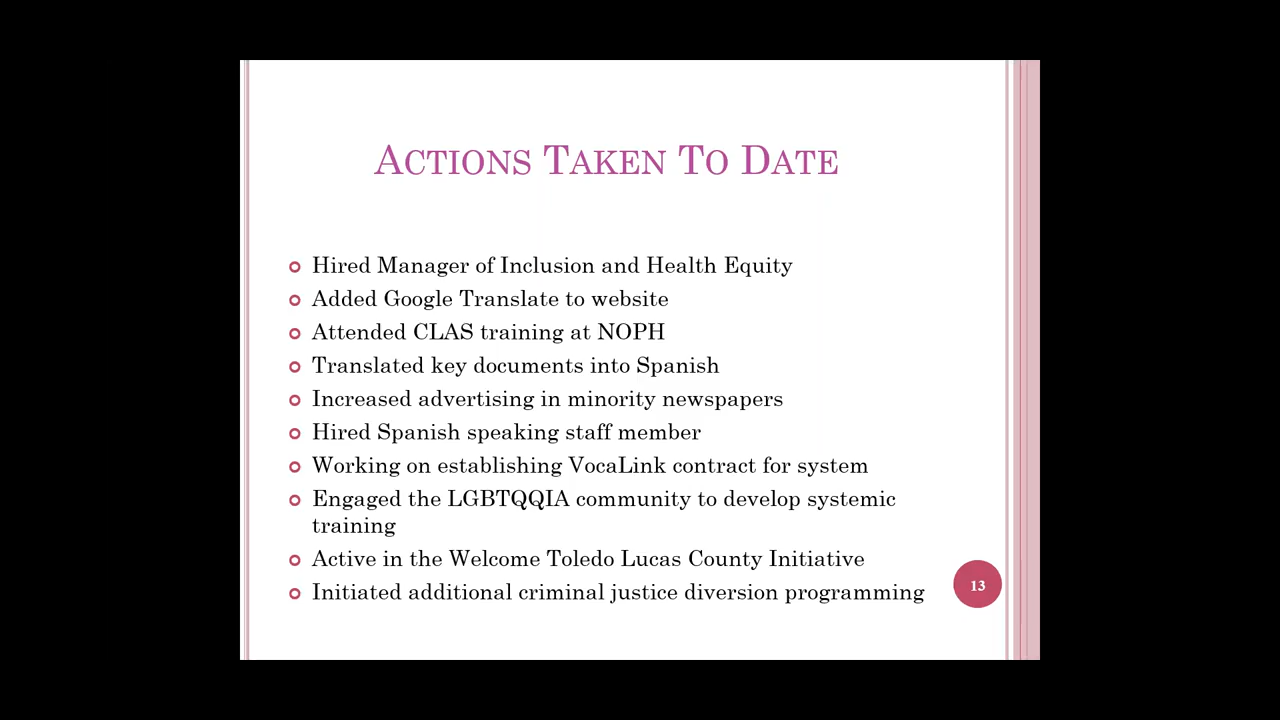 Actions Taken To Date
Hired Manager of Inclusion and Health Equity
Added Google Translate to website
Attended CLAS training at NOPH
Translated key documents into Spanish
Increased advertising in minority newspapers
Hired Spanish speaking staff member
Working on establishing VocaLink contract for system
Engaged the LGBTQQIA community to develop systemic
training
Active in the Welcome Toledo Lucas County Initiative
Initiated additional criminal justice diversion programming
13